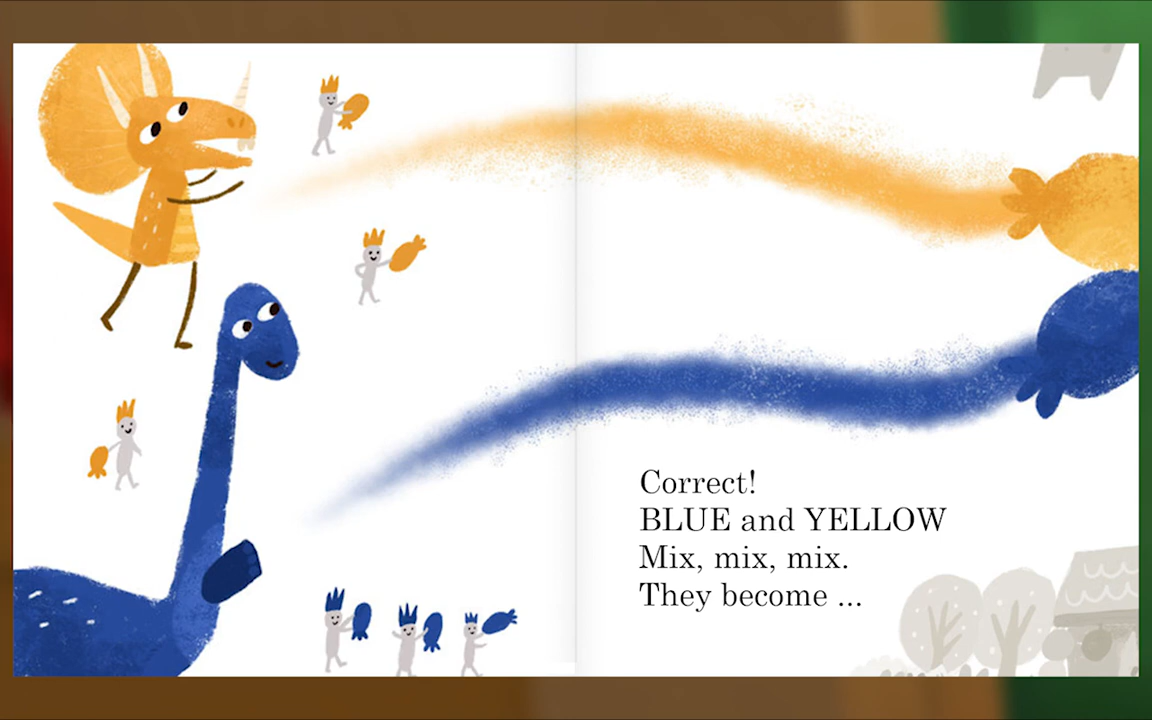 Correct!
BLUE and YELLOW
Mix, mix, mix.
They become ...